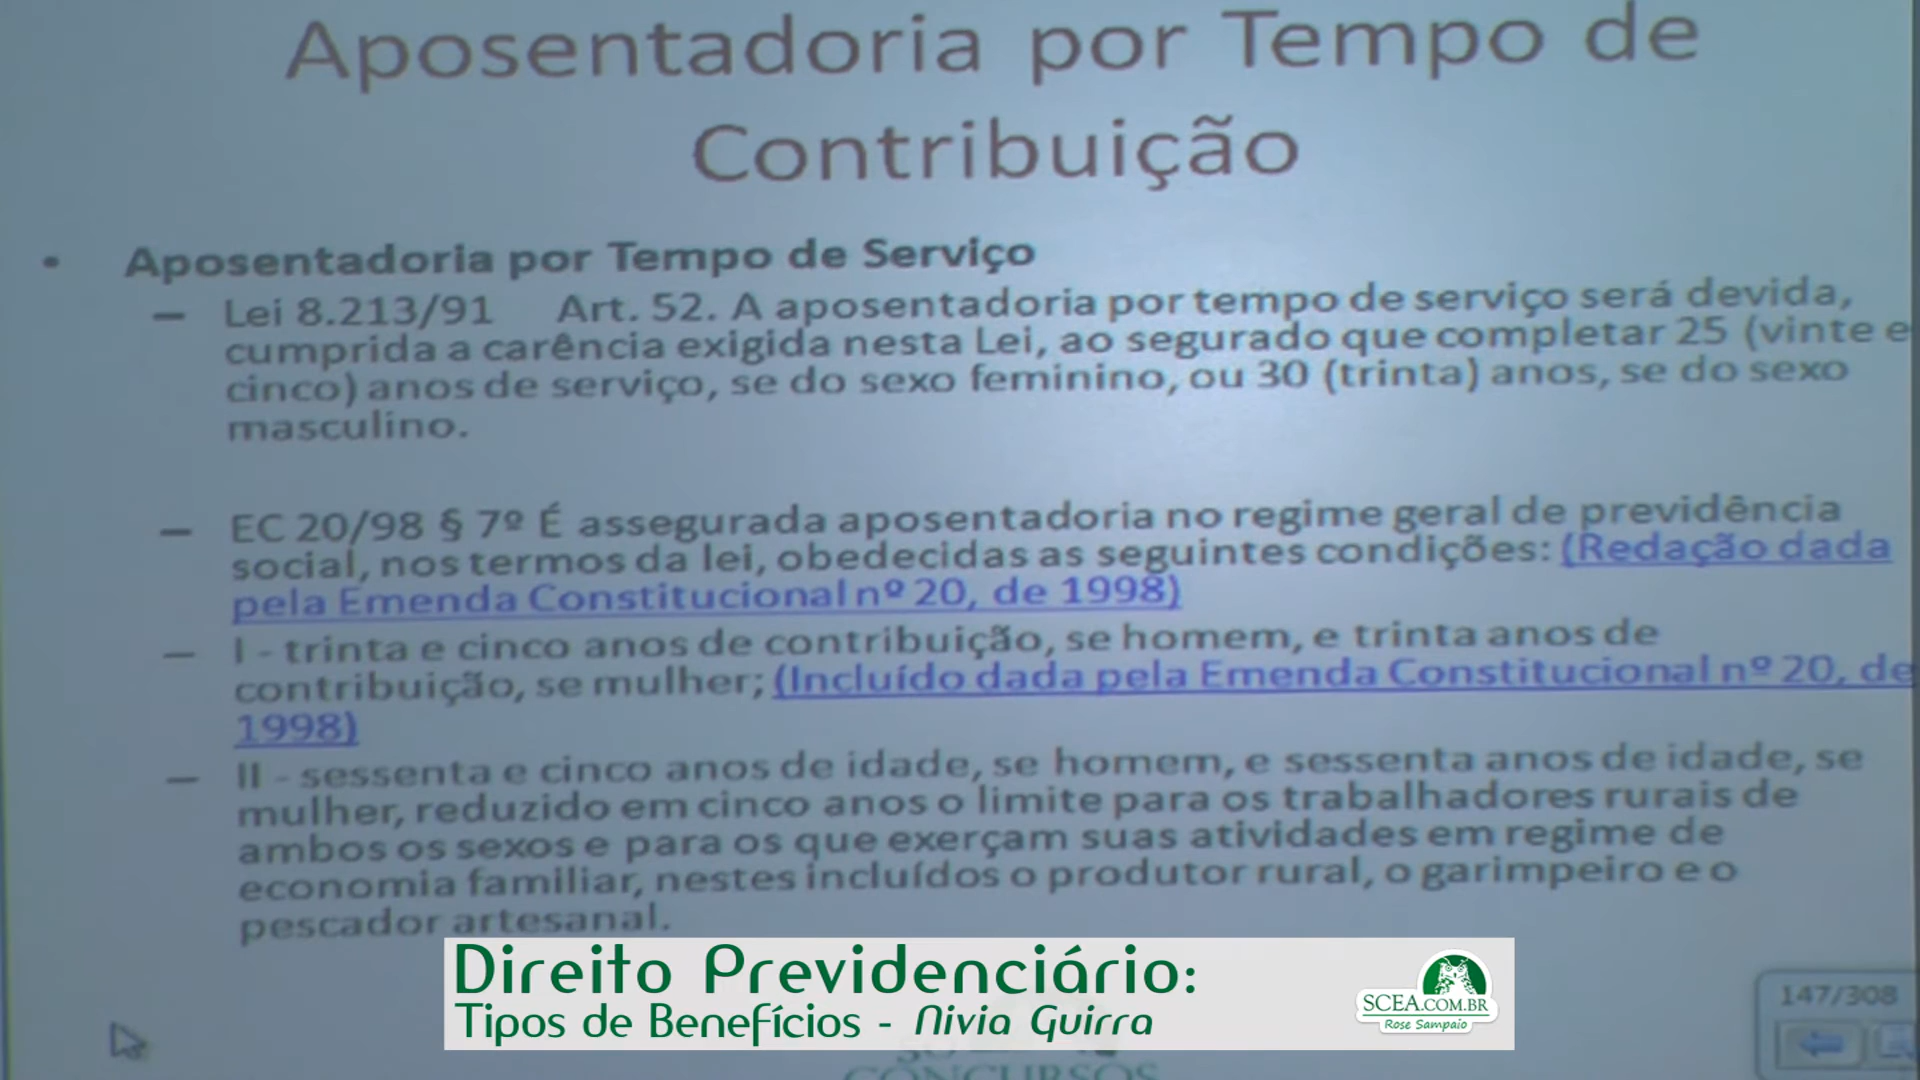 Aposentadoria por Tempo de
Contribuição
• Aposentadoria por Tempo de Serviço
– Lei 8.213/91 Art. 52. A aposentadoria por tempo de serviço será devida,
cumprida a carência exigida nesta Lei, ao segurado que completar 25 (vinte e
cinco) anos de serviço, se do sexo feminino, ou 30 (trinta) anos, se do sexo
masculino.
– EC 20/98 § 7º É assegurada aposentadoria no regime geral de previdência
social, nos termos da lei, obedecidas as seguintes condições: (Redação dada
pela Emenda Constitucional nº 20, de 1998)
– I - trinta e cinco anos de contribuição, se homem, e trinta anos de
contribuição, se mulher; (Incluído dada pela Emenda Constitucional nº 20, de
1998)
– II - sessenta e cinco anos de idade, se homem, e sessenta anos de idade, se
mulher, reduzido em cinco anos o limite para os trabalhadores rurais de
ambos os sexos e para os que exerçam suas atividades em regime de
economia familiar, nestes incluídos o produtor rural, o garimpeiro e o
pescador artesanal.
Direito Previdenciário:
Tipos de Benefícios - Nivia Guirra
SCEA.COM.BR
Rose Sampaio
147/308
CONCURSOS